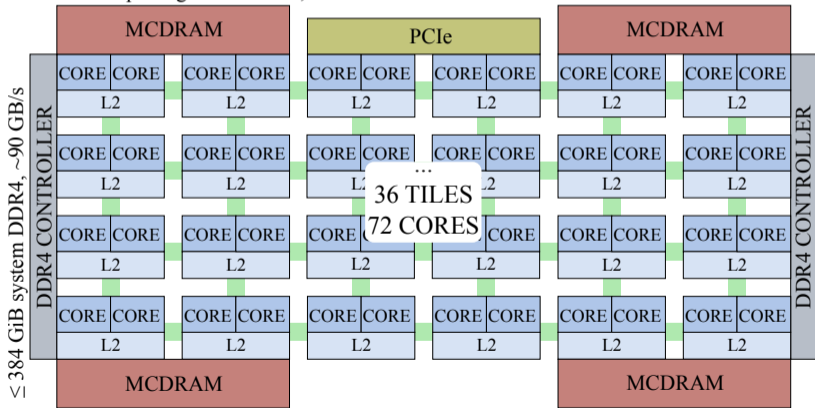 MCDRAM PCIe MCDRAM
≤ 384 GiB system DDR4, ~90 GB/s
DDR4 CONTROLLER
CORE CORE CORE CORE CORE CORE CORE CORE CORE CORE CORE CORE
L2 L2 L2 L2 L2 L2
CORE CORE CORE CORE CORE CORE CORE CORE CORE CORE CORE CORE
L2 L2 L2 L2 L2 L2
...
36 TILES
72 CORES
CORE CORE CORE CORE CORE CORE CORE CORE CORE CORE
L2 L2 L2 L2 L2 L2
CORE CORE CORE CORE CORE CORE CORE CORE CORE CORE CORE CORE
L2 L2 L2 L2 L2 L2
DDR4 CONTROLLER
MCDRAM MCDRAM